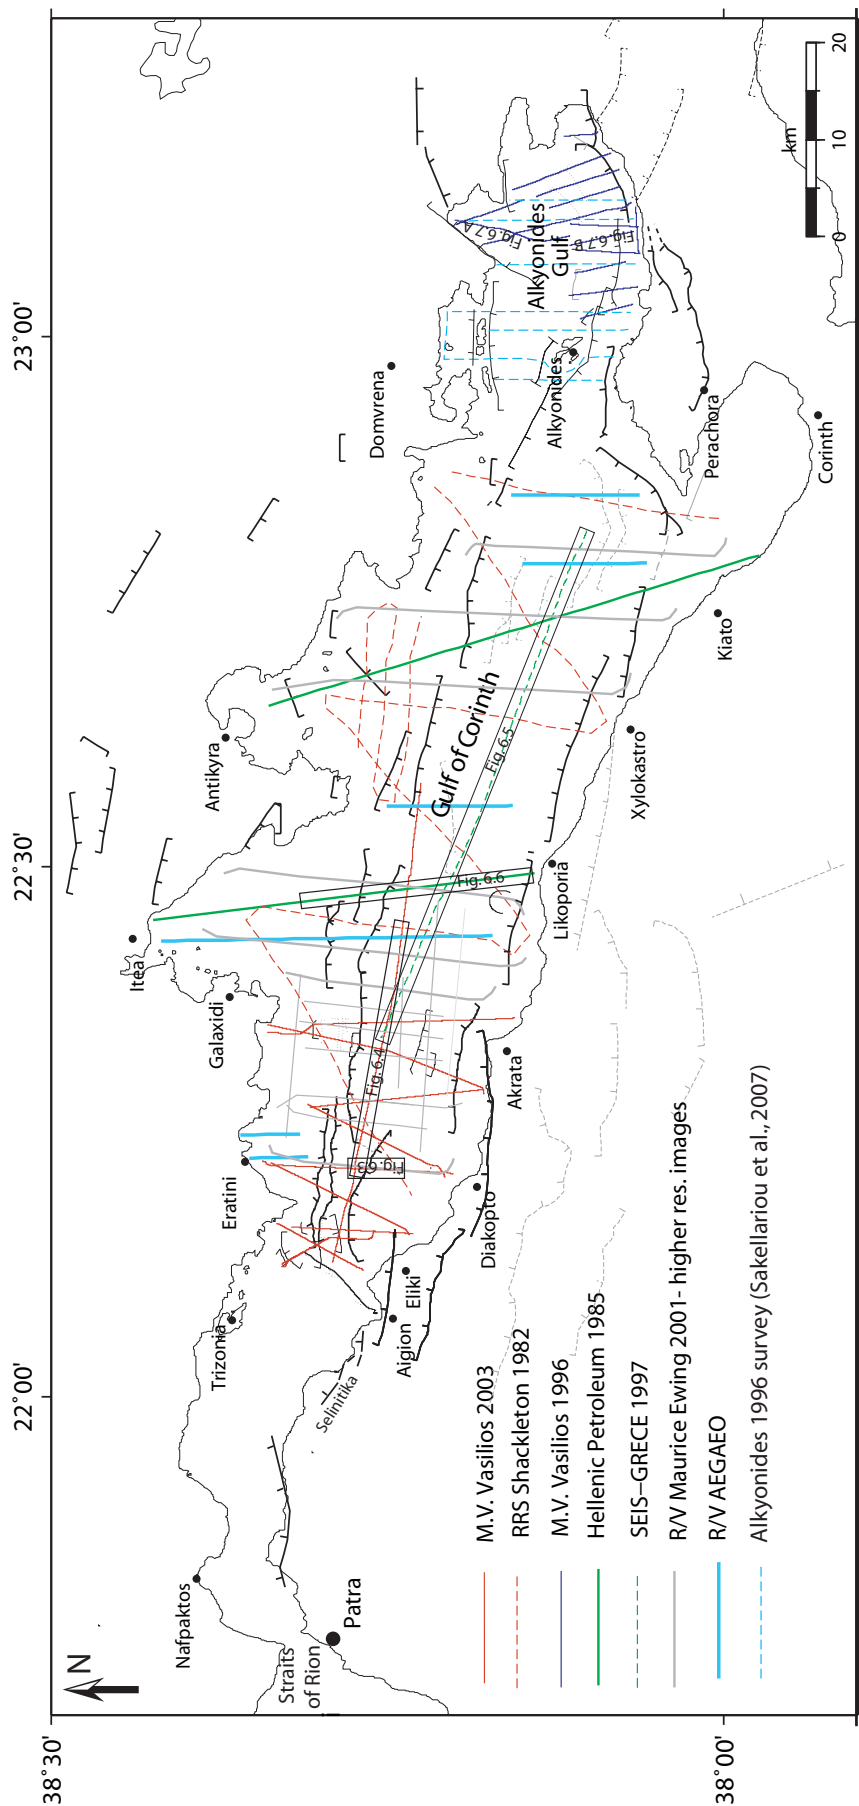 22˚00'
22˚30'
23˚00'
38˚30'
38˚00'
N
Nafpaktos
Straits
of Rion
Patra
Selinitika
Trizonia
Aigion
Eliki
Eratini
Diakopto
Galaxidi
Akrata
Itea
Likoporia
Antikyra
Xylokastro
Gulf of Corinth
Kiato
Domvrena
Perachora
Corinth
Alkyonides
Alkyonides
Gulf
Fig.6.3
Fig. 6.4
Fig. 6.5
Fig. 6.6
Fig.6.7A
Fig.6.7B
M.V. Vasilios 2003
RRS Shackleton 1982
M.V. Vasilios 1996
Hellenic Petroleum 1985
SEIS–GRECE 1997
R/V Maurice Ewing 2001- higher res. images
R/V AEGAEO
Alkyonides 1996 survey (Sakellariou et al., 2007)
km
0 10 20